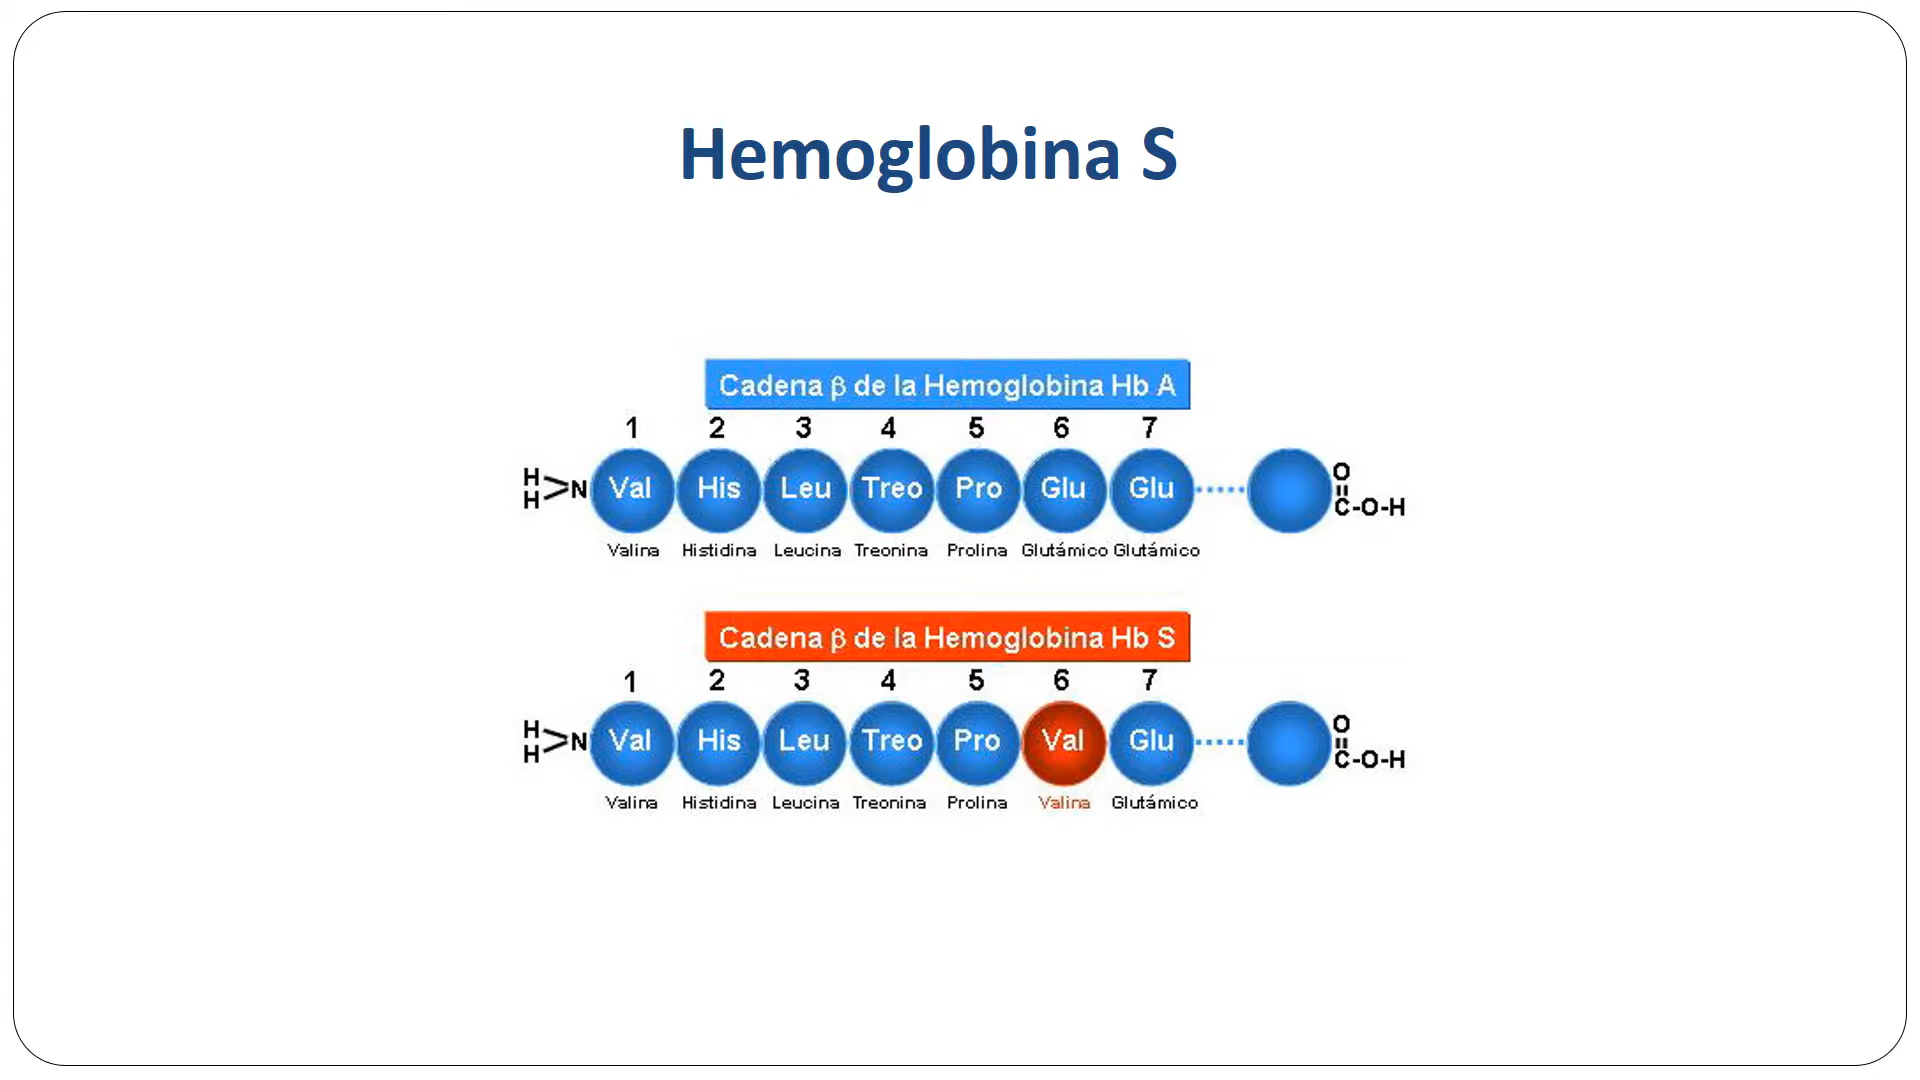 Hemoglobina S
Cadena β de la Hemoglobina Hb A
1 2 3 4 5 6 7
H
H
>N Val His Leu Treo Pro Glu Glu
O
C-O-H
Valina Histidina Leucina Treonina Prolina Glutámico Glutámico
Cadena β de la Hemoglobina Hb S
1 2 3 4 5 6 7
H
H
>N Val His Leu Treo Pro Val Glu
O
C-O-H
Valina Histidina Leucina Treonina Prolina Valina Glutámico